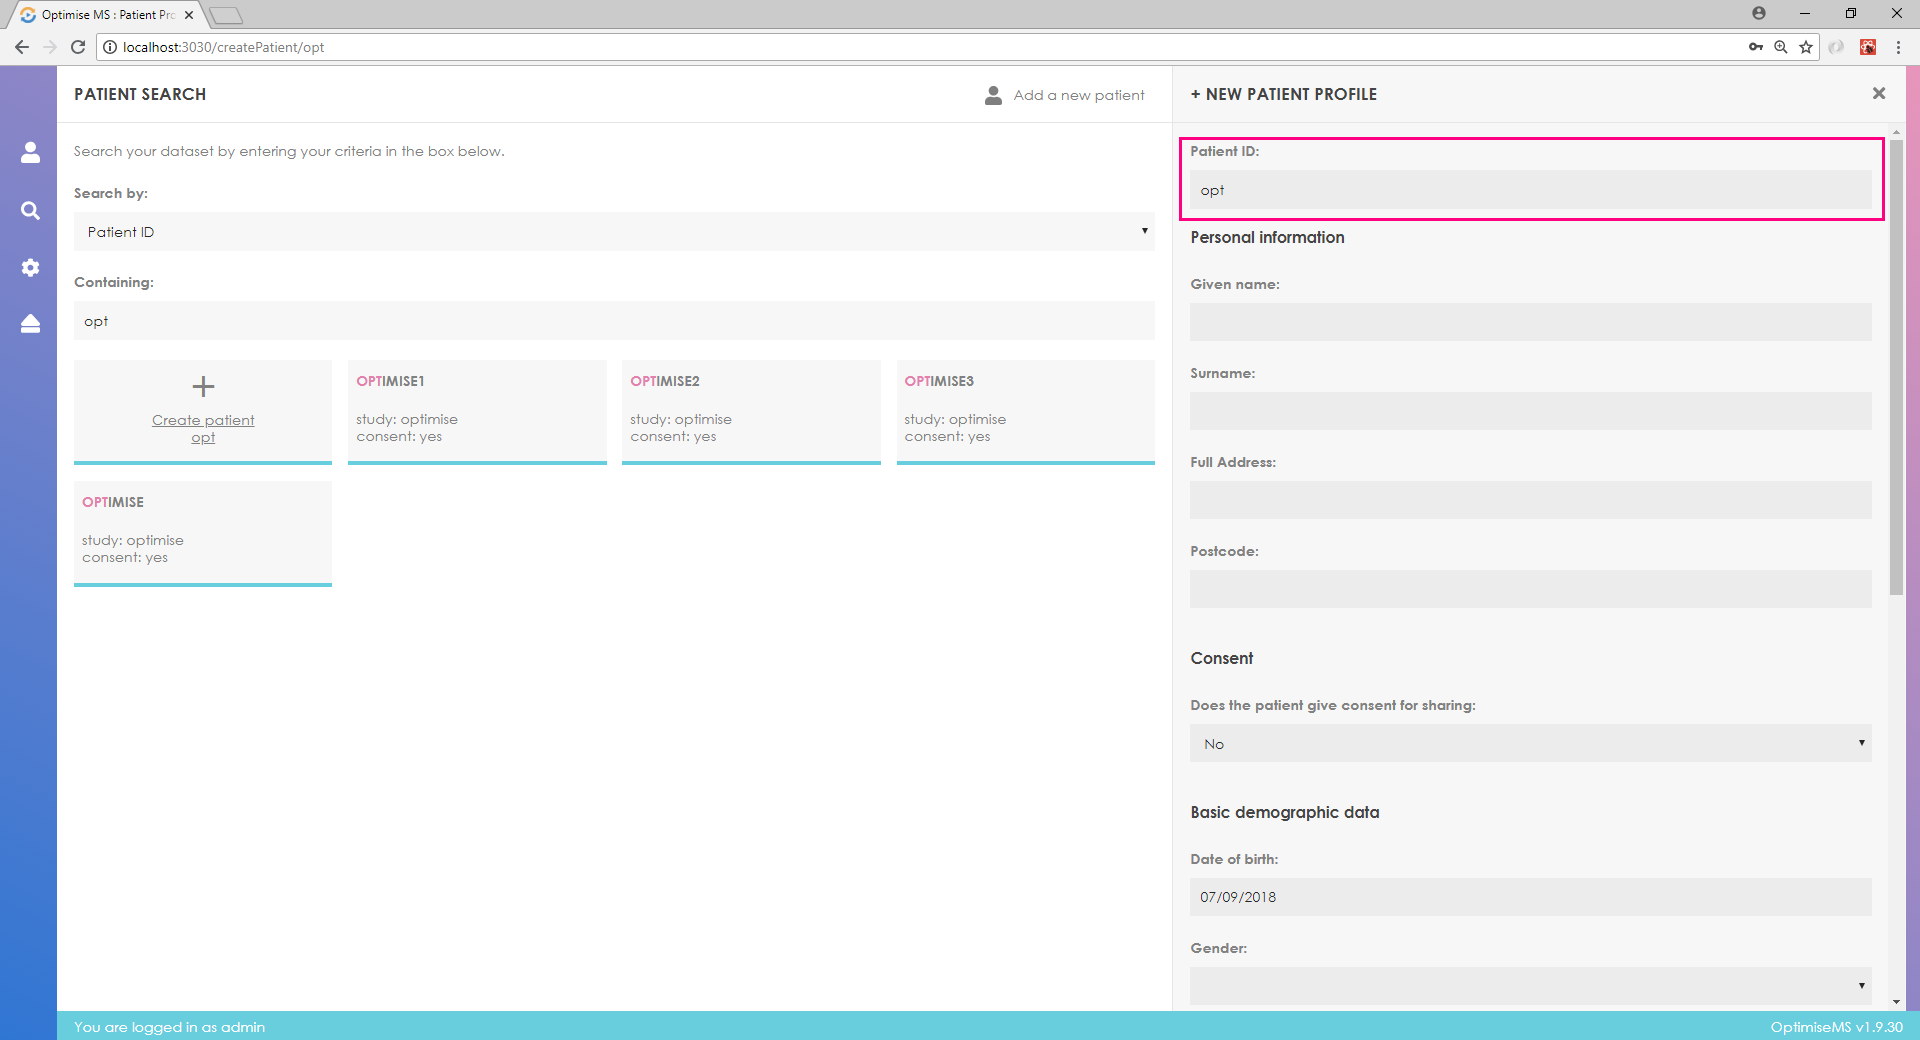 Optimise MS : Patient Pro
localhost:3030/createPatient/opt
PATIENT SEARCH
Add a new patient
Search your dataset by entering your criteria in the box below.
Search by:
Patient ID
Containing:
opt
Create patient
opt
OPTIMISE1
study: optimise
consent: yes
OPTIMISE2
study: optimise
consent: yes
OPTIMISE3
study: optimise
consent: yes
OPTIMISE
study: optimise
consent: yes
+ NEW PATIENT PROFILE
Patient ID:
opt
Personal information
Given name:
Surname:
Full Address:
Postcode:
Consent
Does the patient give consent for sharing:
No
Basic demographic data
Date of birth:
07/09/2018
Gender:
You are logged in as admin
OptimiseMS v1.9.30